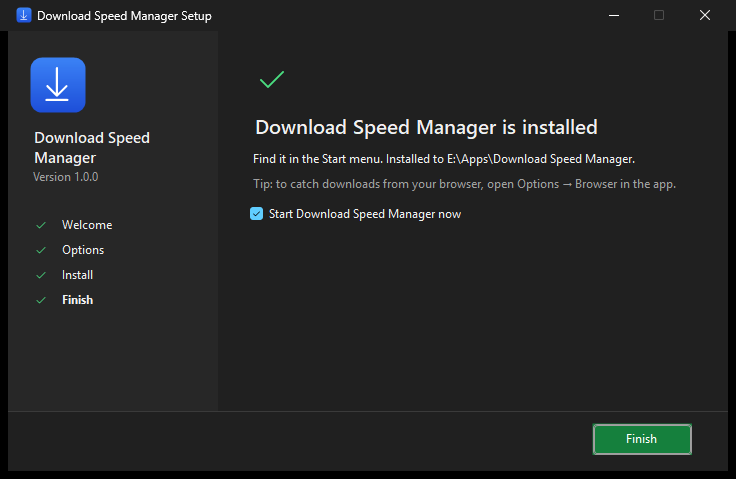 Download Speed Manager Setup
Download Speed
Manager
Version 1.0.0
Welcome
Options
Install
Finish
Download Speed Manager is installed
Find it in the Start menu. Installed to E:\Apps\Download Speed Manager.
Tip: to catch downloads from your browser, open Options → Browser in the app.
Start Download Speed Manager now
Finish